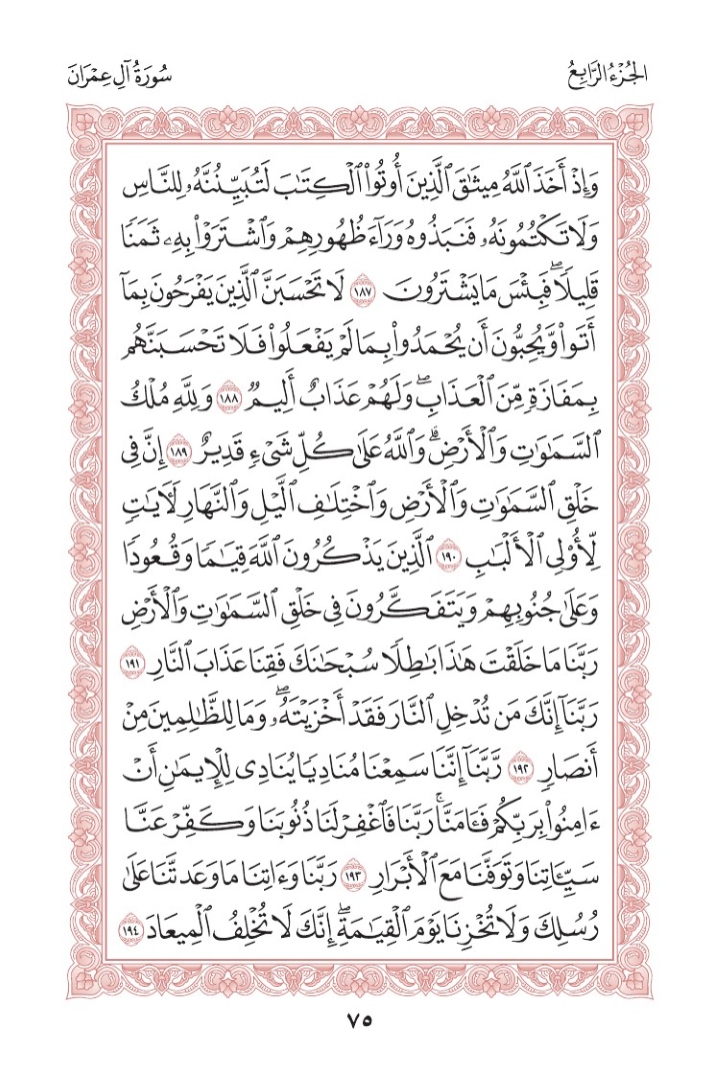 الجُزْءُ الرَّابِعُ
سُورَةُ آلِ عِمْرَانَ
وَإِذْ أَخَذَ ٱللَّهُ مِيثَٰقَ ٱلَّذِينَ أُوتُوا۟ ٱلْكِتَٰبَ لَتُبَيِّنُنَّهُۥ لِلنَّاسِ
وَلَا تَكْتُمُونَهُۥ فَنَبَذُوهُ وَرَآءَ ظُهُورِهِمْ وَٱشْتَرَوْا۟ بِهِۦ ثَمَنًا
قَلِيلًا ۖ فَبِئْسَ مَا يَشْتَرُونَ ١٨٧ لَا تَحْسَبَنَّ ٱلَّذِينَ يَفْرَحُونَ بِمَآ
أَتَوا۟ وَّيُحِبُّونَ أَن يُحْمَدُوا۟ بِمَا لَمْ يَفْعَلُوا۟ فَلَا تَحْسَبَنَّهُم
بِمَفَازَةٍ مِّنَ ٱلْعَذَابِ ۖ وَلَهُمْ عَذَابٌ أَلِيمٌ ١٨٨ وَلِلَّهِ مُلْكُ
ٱلسَّمَٰوَٰتِ وَٱلْأَرْضِ ۗ وَٱللَّهُ عَلَىٰ كُلِّ شَىْءٍ قَدِيرٌ ١٨٩ إِنَّ فِى
خَلْقِ ٱلسَّمَٰوَٰتِ وَٱلْأَرْضِ وَٱخْتِلَٰفِ ٱلَّيْلِ وَٱلنَّهَارِ لَءَايَٰتٍ
لِّأُو۟لِى ٱلْأَلْبَٰبِ ١٩٠ ٱلَّذِينَ يَذْكُرُونَ ٱللَّهَ قِيَٰمًا وَقُعُودًا
وَعَلَىٰ جُنُوبِهِمْ وَيَتَفَكَّرُونَ فِى خَلْقِ ٱلسَّمَٰوَٰتِ وَٱلْأَرْضِ
رَبَّنَا مَا خَلَقْتَ هَٰذَا بَٰطِلًا سُبْحَٰنَكَ فَقِنَا عَذَابَ ٱلنَّارِ ١٩١
رَبَّنَآ إِنَّكَ مَن تُدْخِلِ ٱلنَّارَ فَقَدْ أَخْزَيْتَهُۥ ۖ وَمَا لِلظَّٰلِمِينَ مِنْ
أَنصَارٍ ١٩٢ رَّبَّنَآ إِنَّنَا سَمِعْنَا مُنَادِيًا يُنَادِى لِلْإِيمَٰنِ أَنْ
ءَامِنُوا۟ بِرَبِّكُمْ فَـَٔامَنَّا ۚ رَبَّنَا فَٱغْفِرْ لَنَا ذُنُوبَنَا وَكَفِّرْ عَنَّا
سَيِّـَٔاتِنَا وَتَوَفَّنَا مَعَ ٱلْأَبْرَارِ ١٩٣ رَبَّنَا وَءَاتِنَا مَا وَعَدتَّنَا عَلَىٰ
رُسُلِكَ وَلَا تُخْزِنَا يَوْمَ ٱلْقِيَٰمَةِ ۖ إِنَّكَ لَا تُخْلِفُ ٱلْمِيعَادَ ١٩٤
٧٥